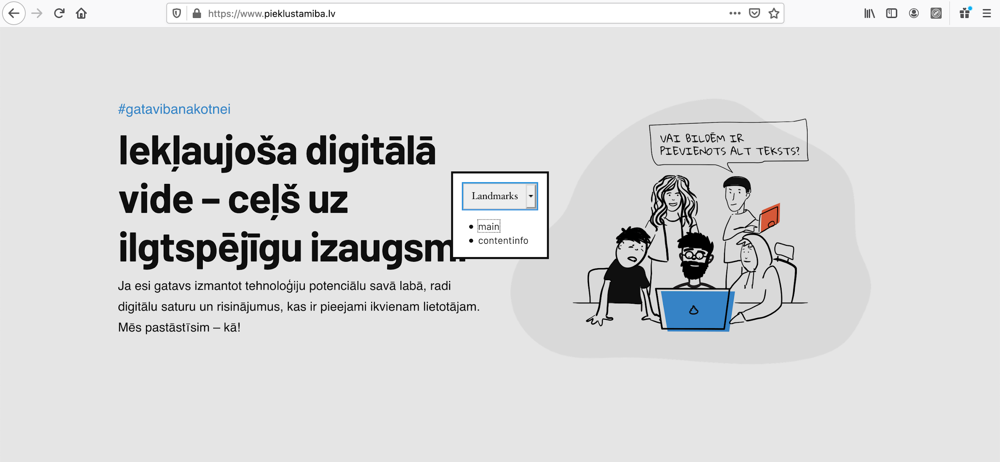 https://www.pieklustamiba.lv
#gatavibanakotnei
Iekļaujoša digitālā
vide – ceļš uz
ilgtspējīgu
Ja esi gatavs izmantot tehnoloģiju potenciālu savā labā, radi
digitālu saturu un risinājumus, kas ir pieejami ikvienam lietotājam.
Mēs pastāstīsim – kā!
Landmarks
main
contentinfo
VAI BILDĒM IR
PIEVIENOTS ALT TEKSTS?